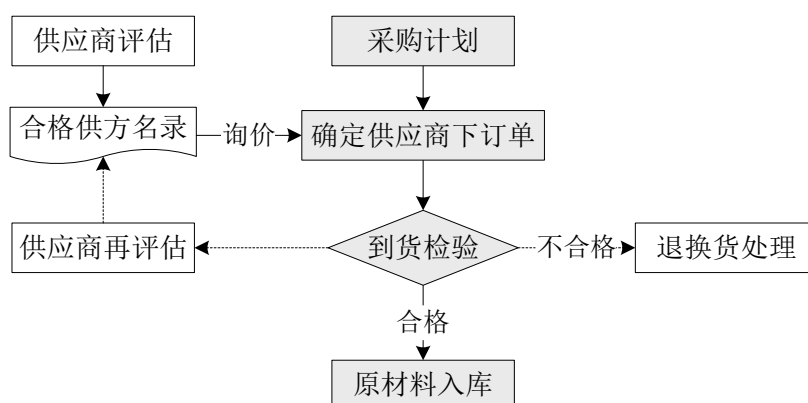 供应商评估
采购计划
合格供方名录
询价
确定供应商下订单
供应商再评估
到货检验
不合格
退换货处理
合格
原材料入库